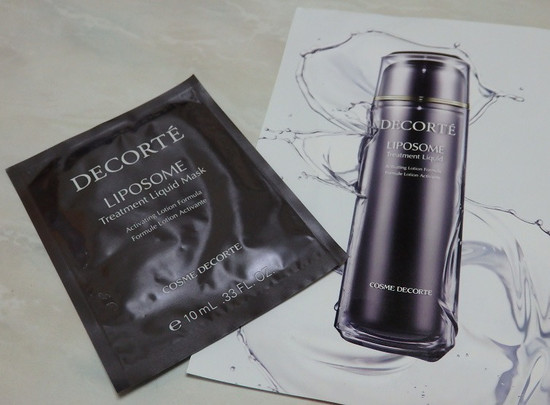 DECORTÉ
LIPOSOME
Treatment Liquid Mask
Activating Lotion Formula
Formule Lotion Activante
COSME DECORTE
℮ 10 mL .33 FL. OZ.
DECORTÉ
LIPOSOME
Treatment Liquid
Activating Lotion Formula
Formule Lotion Activante
COSME DECORTE